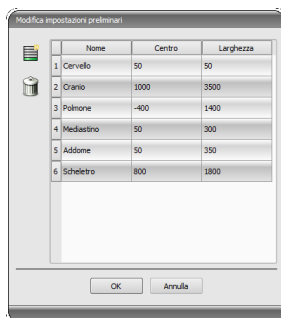 Modifica impostazioni preliminari
Nome Centro Larghezza
1 Cervello 50 50
2 Cranio 1000 3500
3 Polmone -400 1400
4 Mediastino 50 300
5 Addome 50 350
6 Scheletro 800 1800
OK Annulla